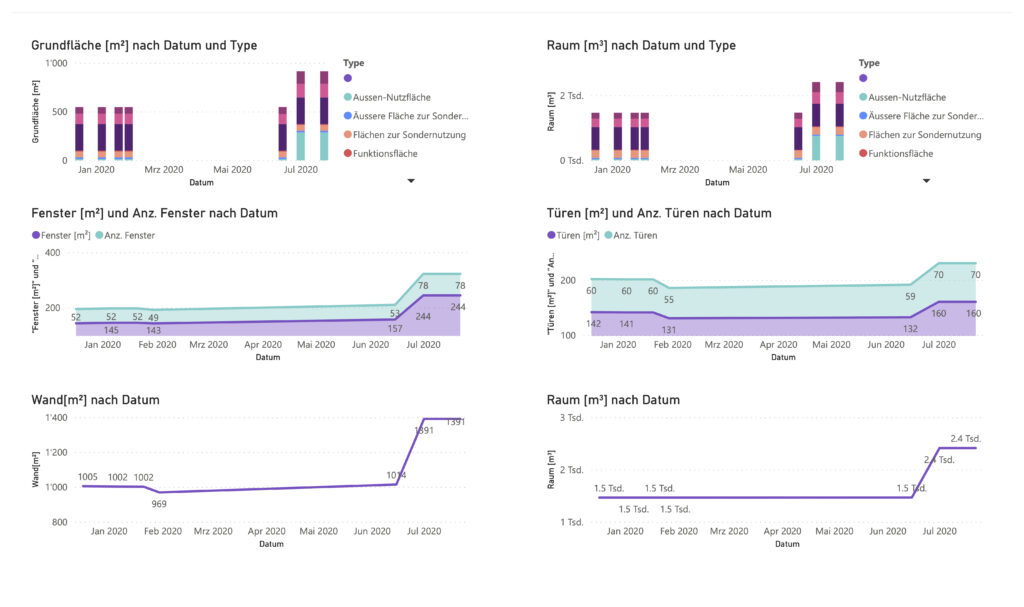 Grundfläche [m²] nach Datum und Type
Grundfläche [m²]
1'000
500
0
Jan 2020 Mrz 2020 Mai 2020 Jul 2020
Datum
Type
Aussen-Nutzfläche
Äussere Fläche zur Sonder...
Flächen zur Sondernutzung
Funktionsfläche
Raum [m³] nach Datum und Type
Raum [m³]
2 Tsd.
0 Tsd.
Jan 2020 Mrz 2020 Mai 2020 Jul 2020
Datum
Type
Aussen-Nutzfläche
Äussere Fläche zur Sonder...
Flächen zur Sondernutzung
Funktionsfläche
Fenster [m²] und Anz. Fenster nach Datum
Fenster [m²] Anz. Fenster
"Fenster [m²]" und "...
400
200
52 52 52 49 53 78 78
145 143 157 244 244
Jan 2020 Feb 2020 Mrz 2020 Apr 2020 Mai 2020 Jun 2020 Jul 2020
Datum
Türen [m²] und Anz. Türen nach Datum
Türen [m²] Anz. Türen
"Türen [m²]" und "An...
200
100
60 60 60 55 59 70 70
142 141 131 132 160 160
Jan 2020 Feb 2020 Mrz 2020 Apr 2020 Mai 2020 Jun 2020 Jul 2020
Datum
Wand[m²] nach Datum
Wand[m²]
1'400
1'200
1'000
800
1005 1002 1002 969 1014 1391 1391
Jan 2020 Feb 2020 Mrz 2020 Apr 2020 Mai 2020 Jun 2020 Jul 2020
Datum
Raum [m³] nach Datum
Raum [m³]
3 Tsd.
2 Tsd.
1 Tsd.
1.5 Tsd. 1.5 Tsd. 1.5 Tsd. 2.4 Tsd. 2.4 Tsd.
1.5 Tsd. 1.5 Tsd.
Jan 2020 Feb 2020 Mrz 2020 Apr 2020 Mai 2020 Jun 2020 Jul 2020
Datum